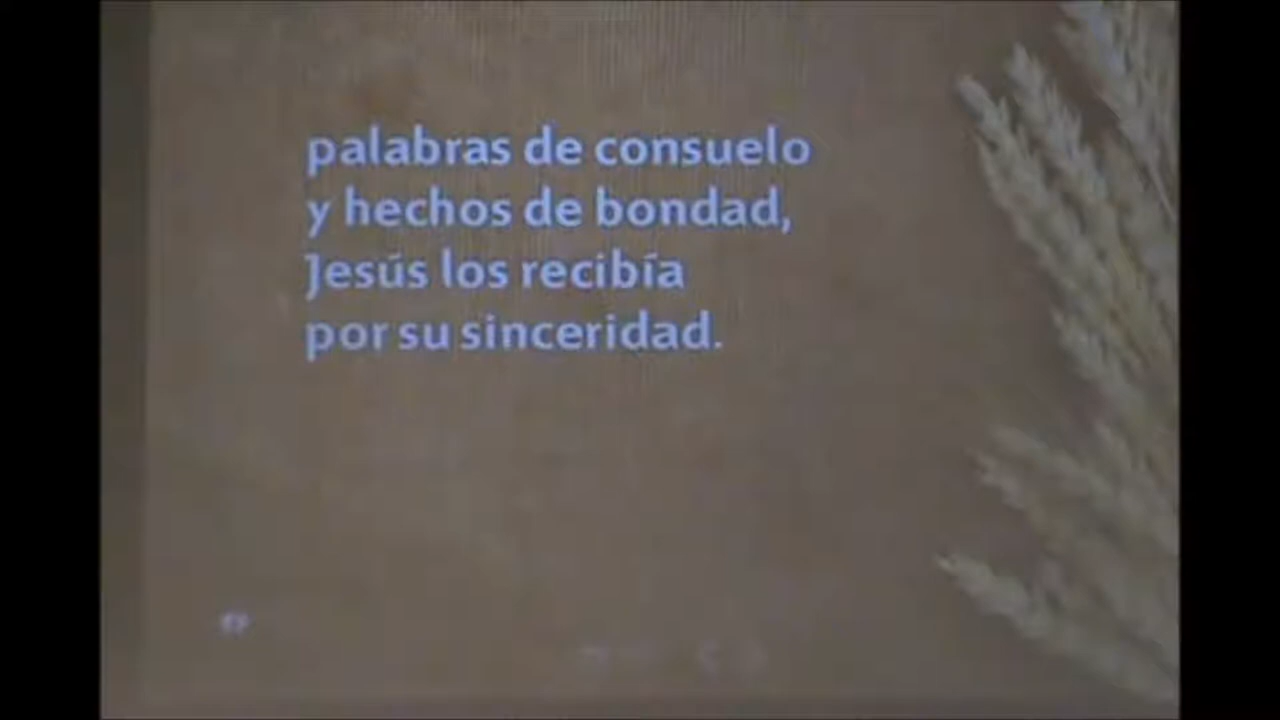 palabras de consuelo
y hechos de bondad,
Jesús los recibía
por su sinceridad.